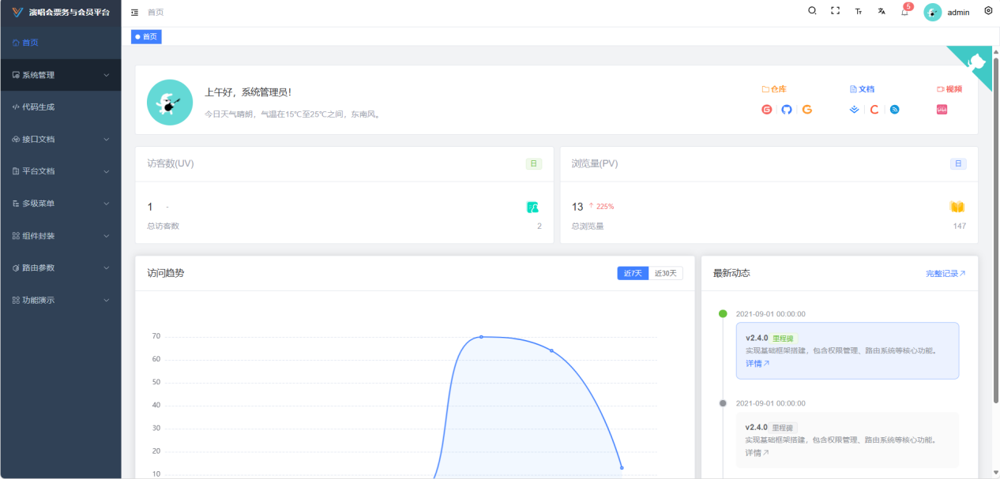 演唱会票务与会员平台
首页
5
admin
首页
首页
系统管理
代码生成
接口文档
平台文档
多级菜单
组件封装
路由参数
功能演示
上午好，系统管理员！
今日天气晴朗，气温在15℃至25℃之间，东南风。
仓库
文档
视频
访客数(UV)
日
1
-
总访客数
2
浏览量(PV)
日
13
225%
总浏览量
147
访问趋势
近7天
近30天
70
60
50
40
30
20
10
最新动态
完整记录
2021-09-01 00:00:00
v2.4.0 里程碑
实现基础框架搭建，包含权限管理、路由系统等核心功能。
详情
2021-09-01 00:00:00
v2.4.0 里程碑
实现基础框架搭建，包含权限管理、路由系统等核心功能。
详情